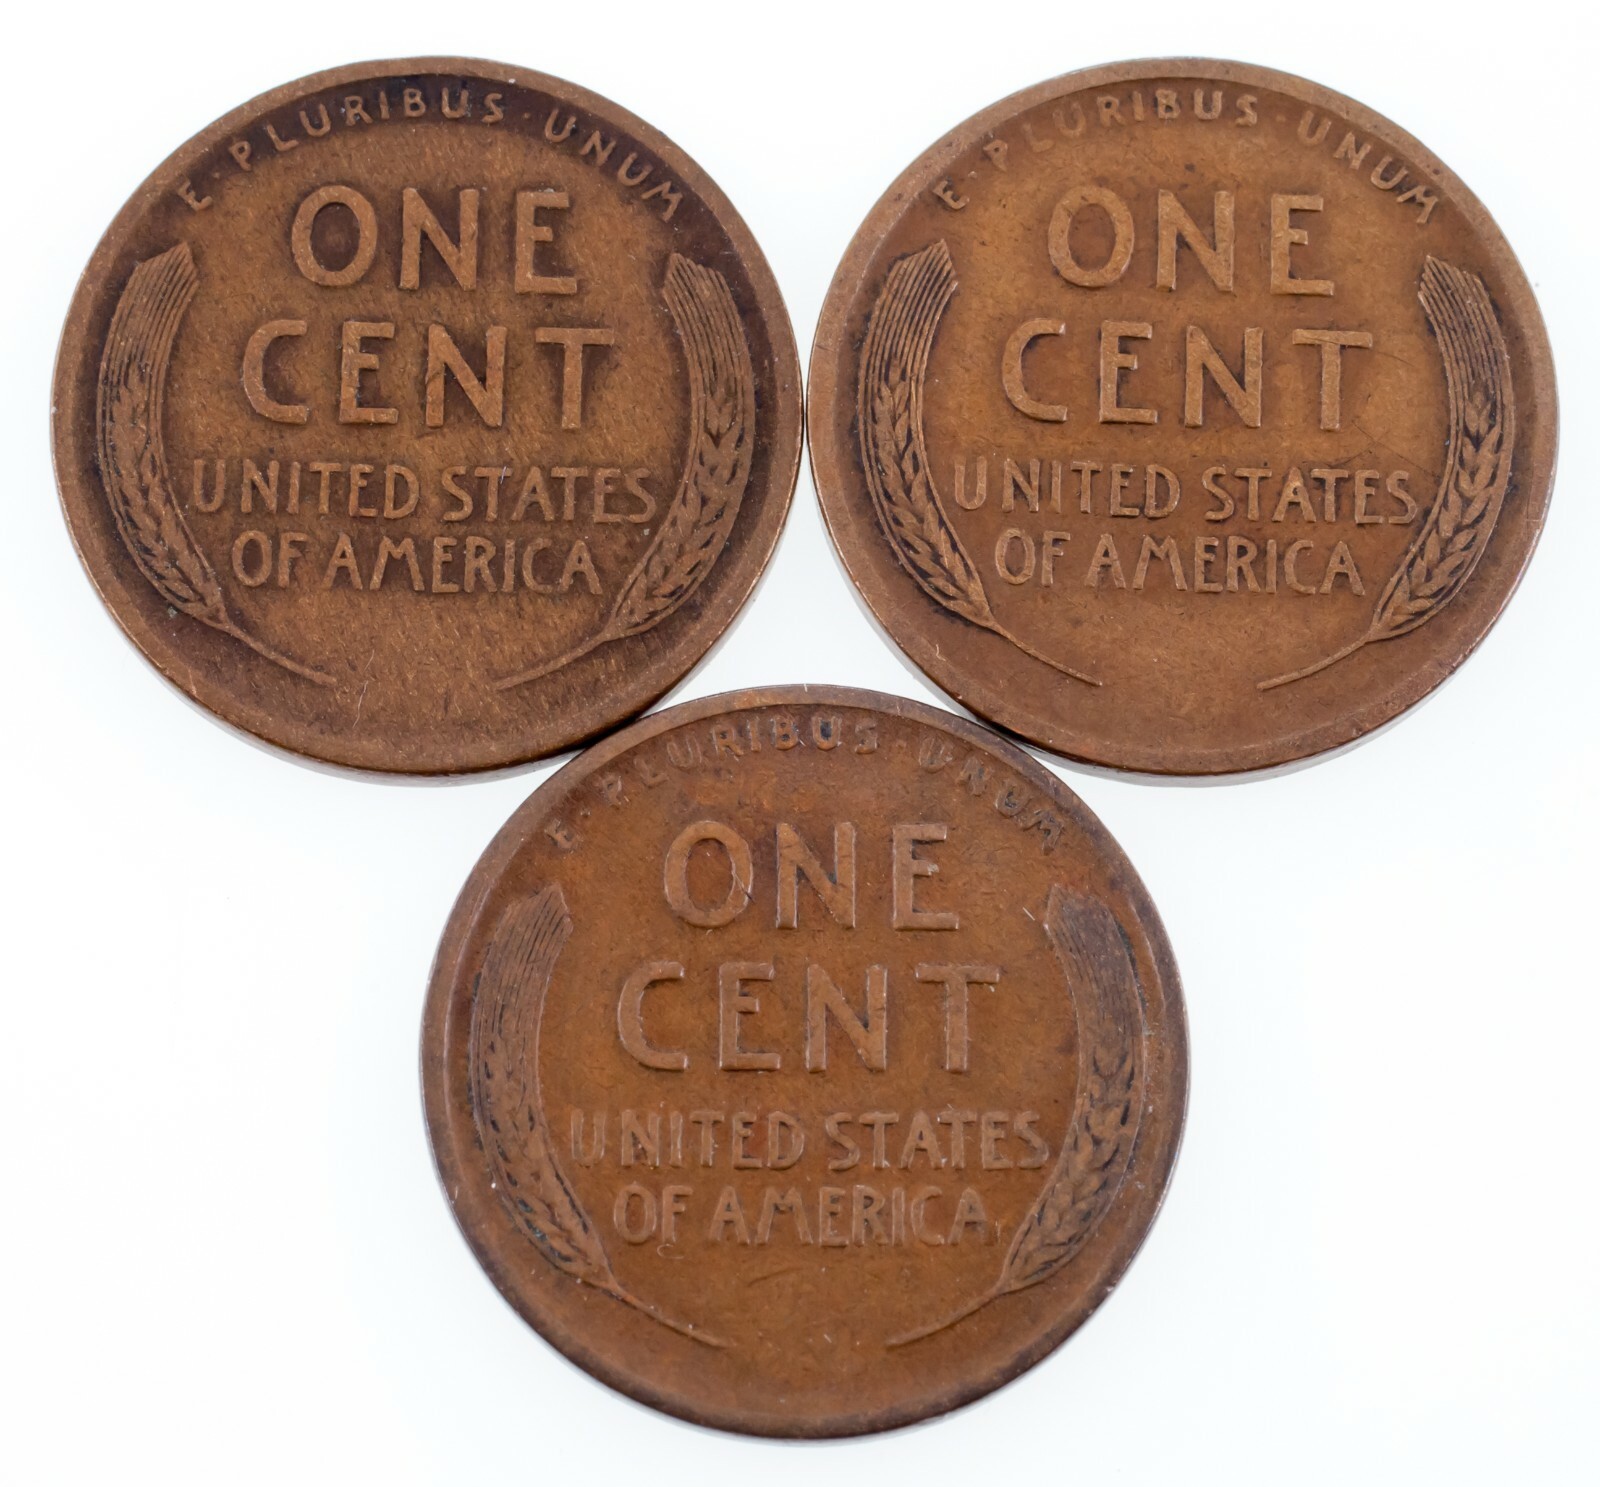 E · PLURIBUS · UNUM
ONE
CENT
UNITED STATES
OF AMERICA
E · PLURIBUS · UNUM
ONE
CENT
UNITED STATES
OF AMERICA
E · PLURIBUS · UNUM
ONE
CENT
UNITED STATES
OF AMERICA